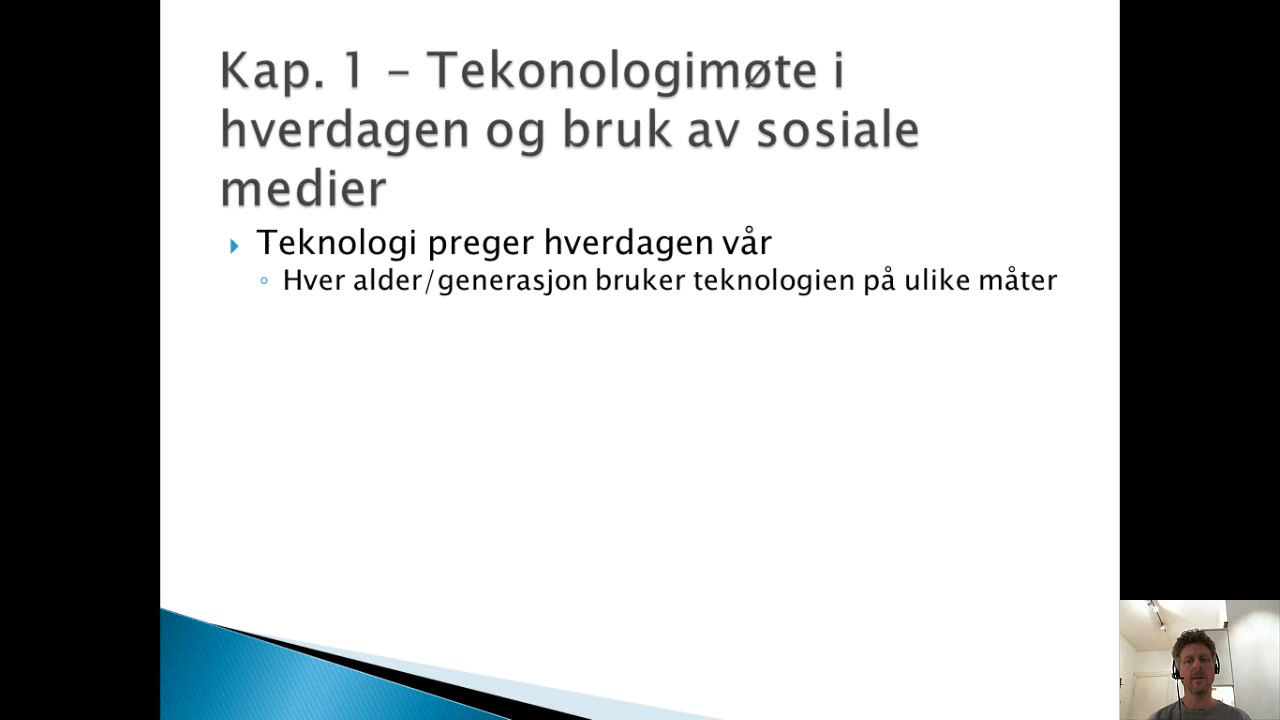 Kap. 1 – Tekonologimøte i
hverdagen og bruk av sosiale
medier
Teknologi preger hverdagen vår
Hver alder/generasjon bruker teknologien på ulike måter